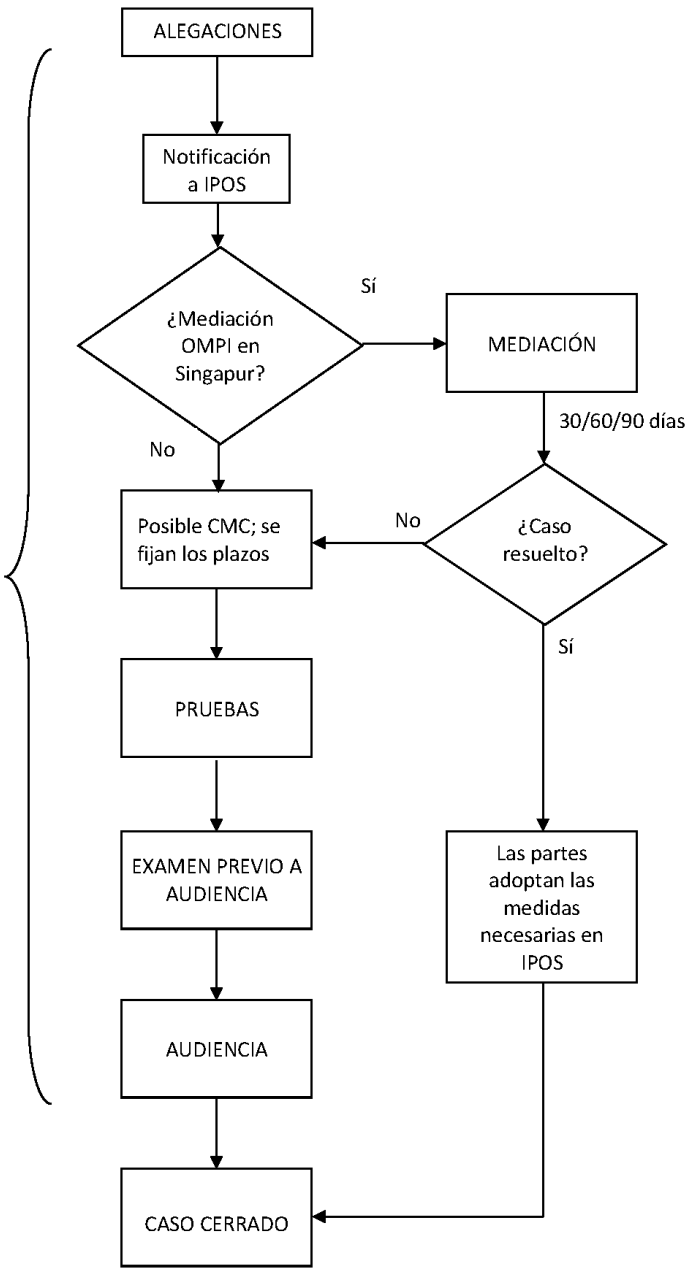 ALEGACIONES
Notificación
a IPOS
Sí
¿Mediación
OMPI en
Singapur?
MEDIACIÓN
30/60/90 días
No
Posible CMC; se
fijan los plazos
No
¿Caso
resuelto?
Sí
PRUEBAS
EXAMEN PREVIO A
AUDIENCIA
Las partes
adoptan las
medidas
necesarias en
IPOS
AUDIENCIA
CASO CERRADO